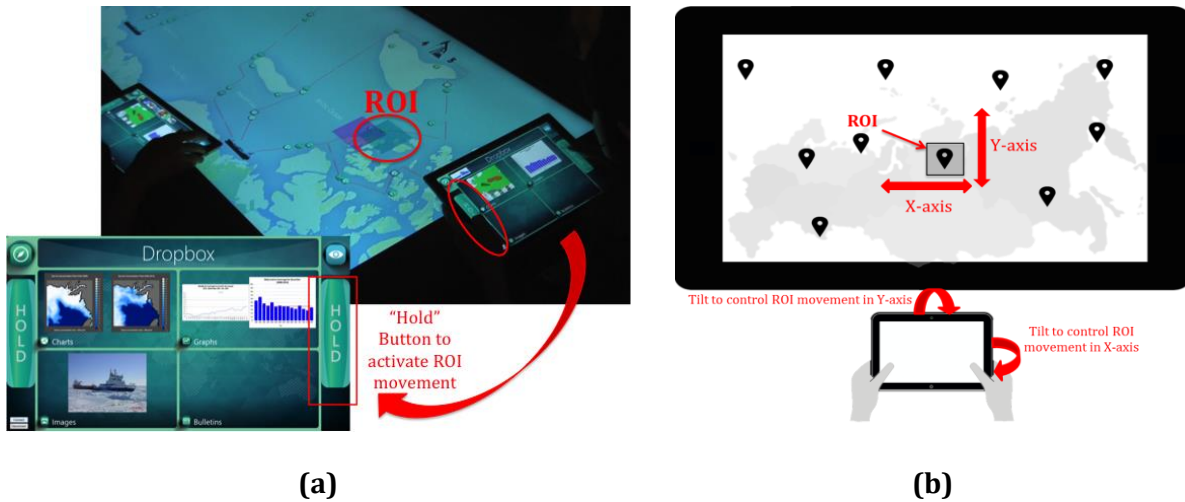 ROI
Dropbox
Dropbox
HOLD
HOLD
Charts
Graphs
Images
Bulletins
“Hold”
Button to
activate ROI
movement
(a)
ROI
Y-axis
X-axis
Tilt to control ROI movement in Y-axis
Tilt to control ROI
movement in X-axis
(b)